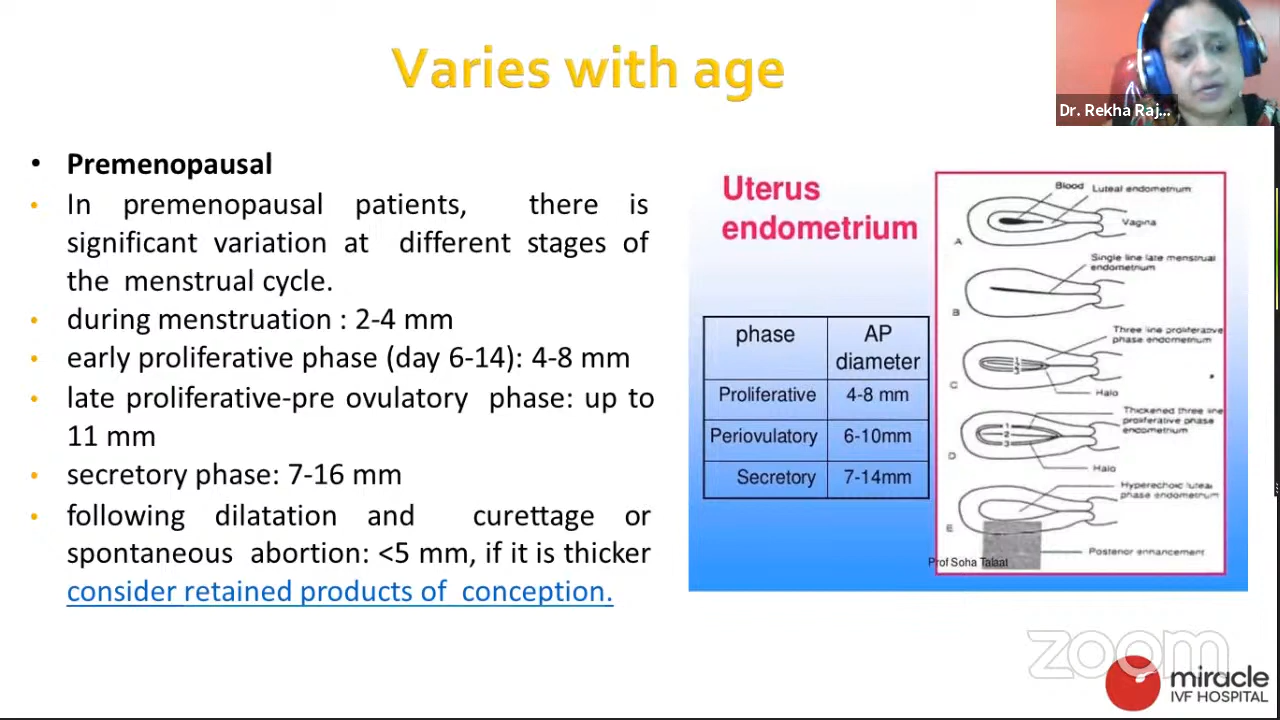 Varies with age
Dr. Rekha Raj...
• Premenopausal
• In premenopausal patients, there is
significant variation at different stages of
the menstrual cycle.
• during menstruation : 2-4 mm
• early proliferative phase (day 6-14): 4-8 mm
• late proliferative-pre ovulatory phase: up to
11 mm
• secretory phase: 7-16 mm
• following dilatation and curettage or
spontaneous abortion: <5 mm, if it is thicker
consider retained products of conception.
Uterus
endometrium
phase AP
diameter
Proliferative 4-8 mm
Periovulatory 6-10mm
Secretory 7-14mm
Blood Luteal endometrium
Vagina
A
Single line late menstrual
endometrium
B
Three line proliferative
phase endometrium
1
2
3
C
Halo
Thickened three line
proliferative phase
endometrium
1
2
3
D
Halo
Hyperechoic luteal
phase endometrium
E
Posterior enhancement
Prof Soha Talaat
zoom
miracle
IVF HOSPITAL